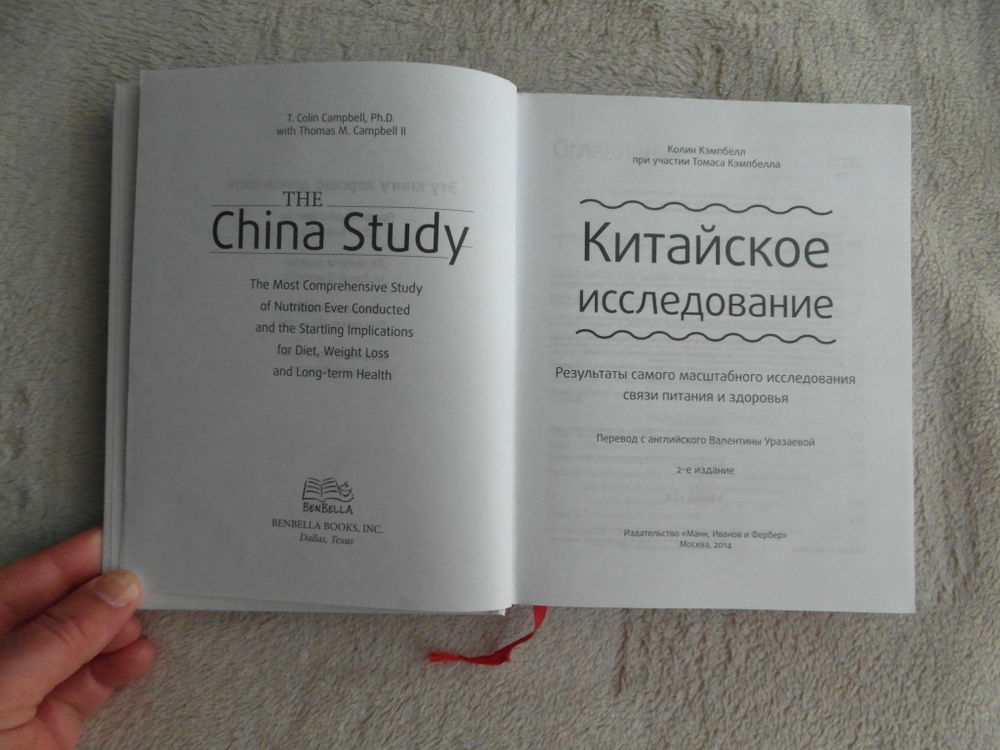 T. Colin Campbell, Ph.D.
with Thomas M. Campbell II
THE
China Study
The Most Comprehensive Study
of Nutrition Ever Conducted
and the Startling Implications
for Diet, Weight Loss
and Long-term Health
BENBELLA
BENBELLA BOOKS, INC.
Dallas, Texas
Колин Кэмпбелл
при участии Томаса Кэмпбелла
Китайское
исследование
Результаты самого масштабного исследования
связи питания и здоровья
Перевод с английского Валентины Уразаевой
2-е издание
Издательство «Манн, Иванов и Фербер»
Москва, 2014